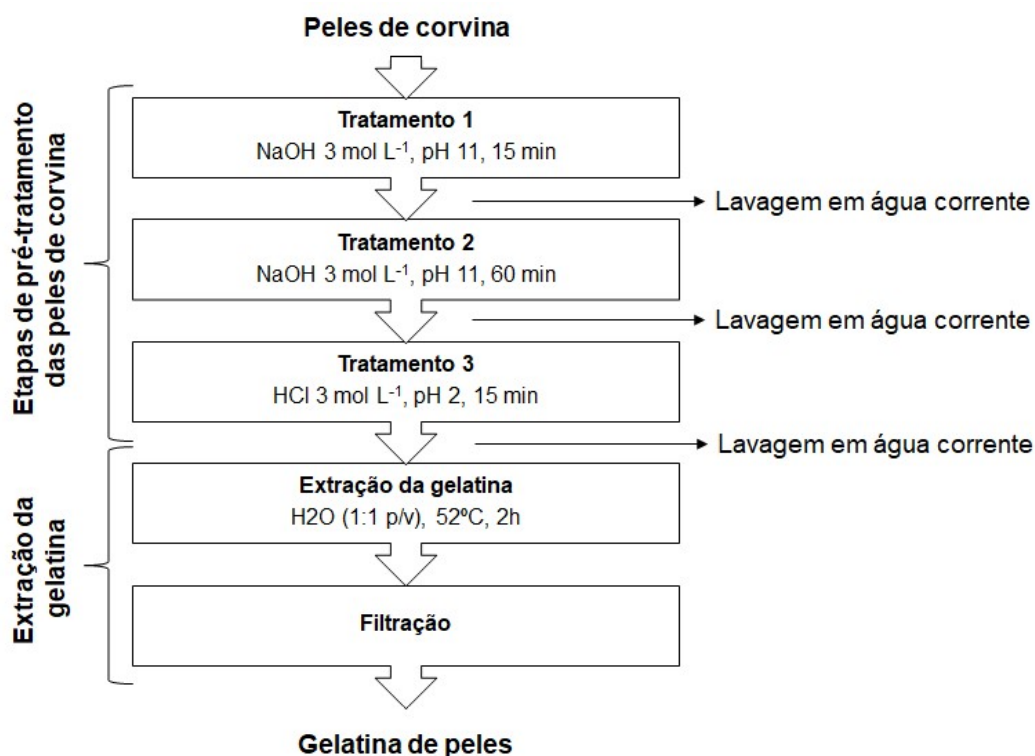 Peles de corvina
Etapas de pré-tratamento
das peles de corvina
Tratamento 1
NaOH 3 mol L⁻¹, pH 11, 15 min
Lavagem em água corrente
Tratamento 2
NaOH 3 mol L⁻¹, pH 11, 60 min
Lavagem em água corrente
Tratamento 3
HCl 3 mol L⁻¹, pH 2, 15 min
Lavagem em água corrente
Extração da
gelatina
Extração da gelatina
H2O (1:1 p/v), 52ºC, 2h
Filtração
Gelatina de peles